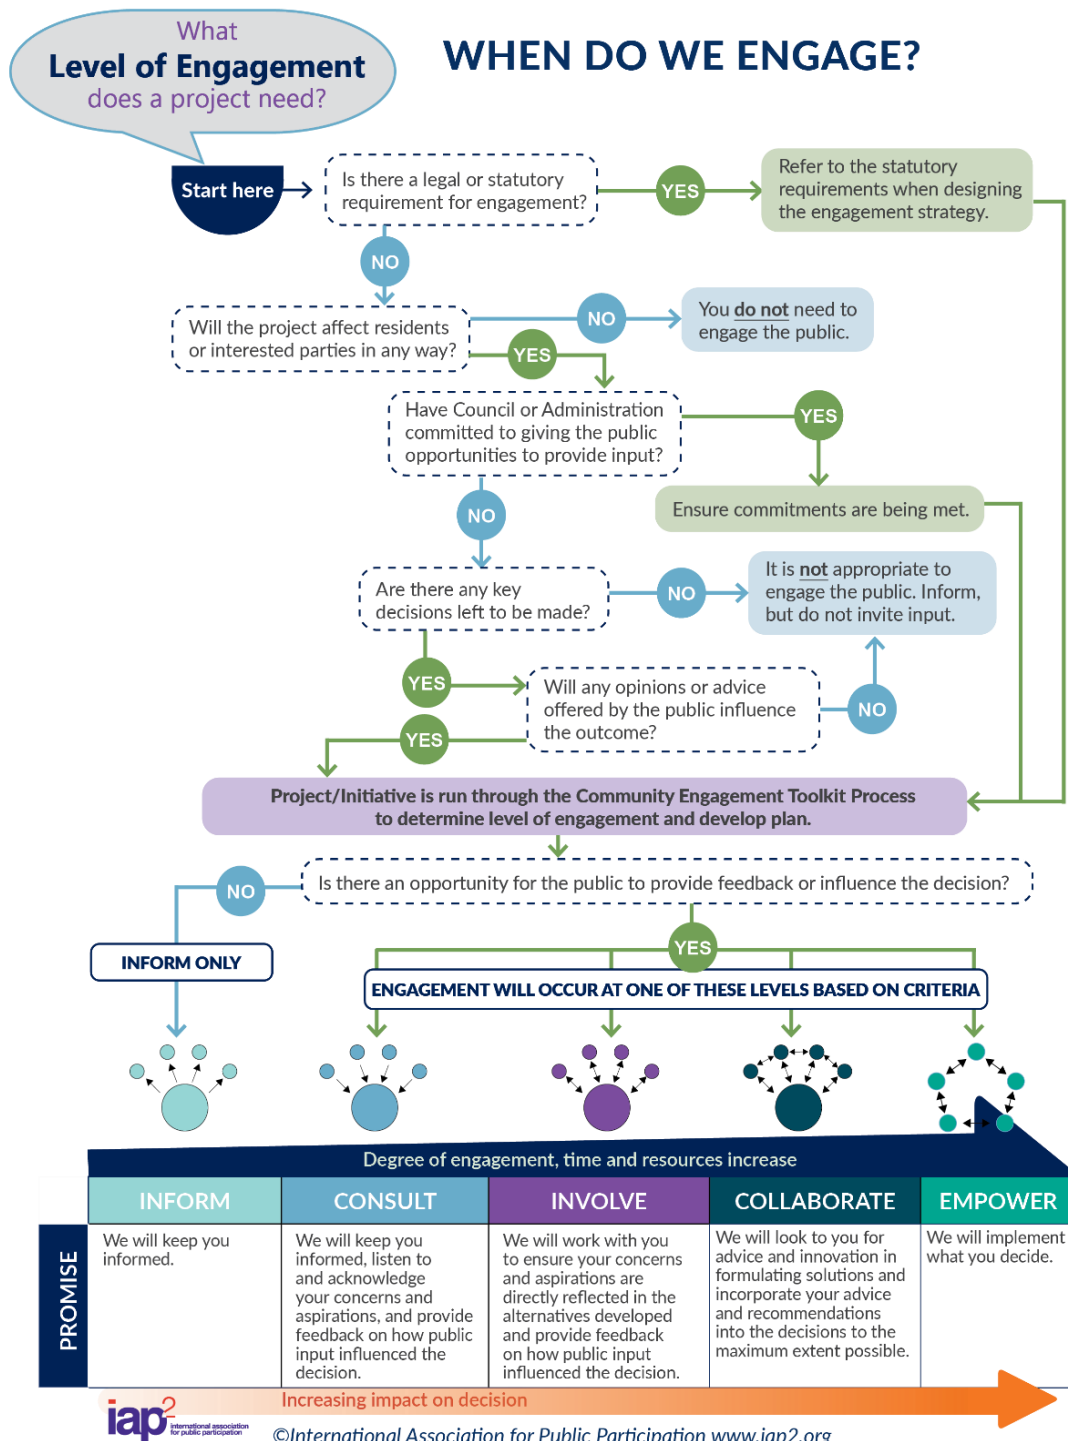 What
Level of Engagement
does a project need?
WHEN DO WE ENGAGE?
Start here
Is there a legal or statutory
requirement for engagement?
YES
Refer to the statutory
requirements when designing
the engagement strategy.
NO
Will the project affect residents
or interested parties in any way?
NO
You do not need to
engage the public.
YES
Have Council or Administration
committed to giving the public
opportunities to provide input?
YES
Ensure commitments are being met.
NO
Are there any key
decisions left to be made?
NO
It is not appropriate to
engage the public. Inform,
but do not invite input.
YES
Will any opinions or advice
offered by the public influence
the outcome?
NO
YES
Project/Initiative is run through the Community Engagement Toolkit Process
to determine level of engagement and develop plan.
Is there an opportunity for the public to provide feedback or influence the decision?
NO
YES
INFORM ONLY
ENGAGEMENT WILL OCCUR AT ONE OF THESE LEVELS BASED ON CRITERIA
Degree of engagement, time and resources increase
INFORM
CONSULT
INVOLVE
COLLABORATE
EMPOWER
PROMISE
We will keep you
informed.
We will keep you
informed, listen to
and acknowledge
your concerns and
aspirations, and provide
feedback on how public
input influenced the
decision.
We will work with you
to ensure your concerns
and aspirations are
directly reflected in the
alternatives developed
and provide feedback
on how public input
influenced the decision.
We will look to you for
advice and innovation in
formulating solutions and
incorporate your advice
and recommendations
into the decisions to the
maximum extent possible.
We will implement
what you decide.
Increasing impact on decision
iap2
international association
for public participation
©International Association for Public Participation www.iap2.org